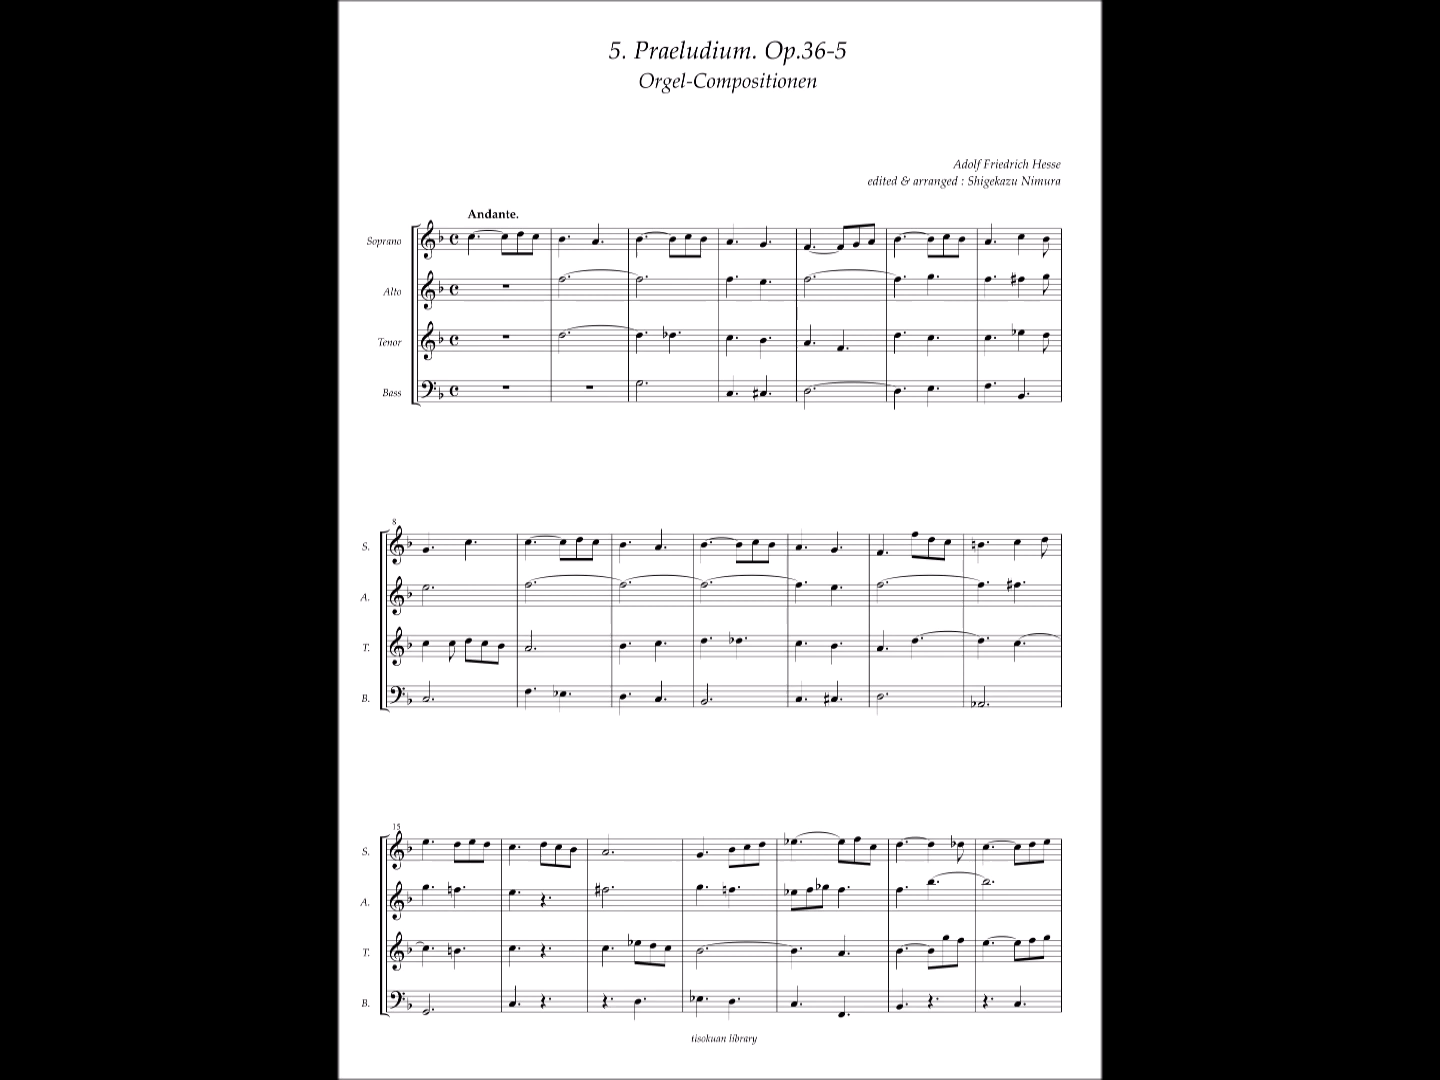 5. Praeludium. Op.36-5
Orgel-Compositionen
Adolf Friedrich Hesse
edited & arranged : Shigekazu Nimura
Andante.
Soprano
Alto
Tenor
Bass
8
S.
A.
T.
B.
15
S.
A.
T.
B.
tisokuan library